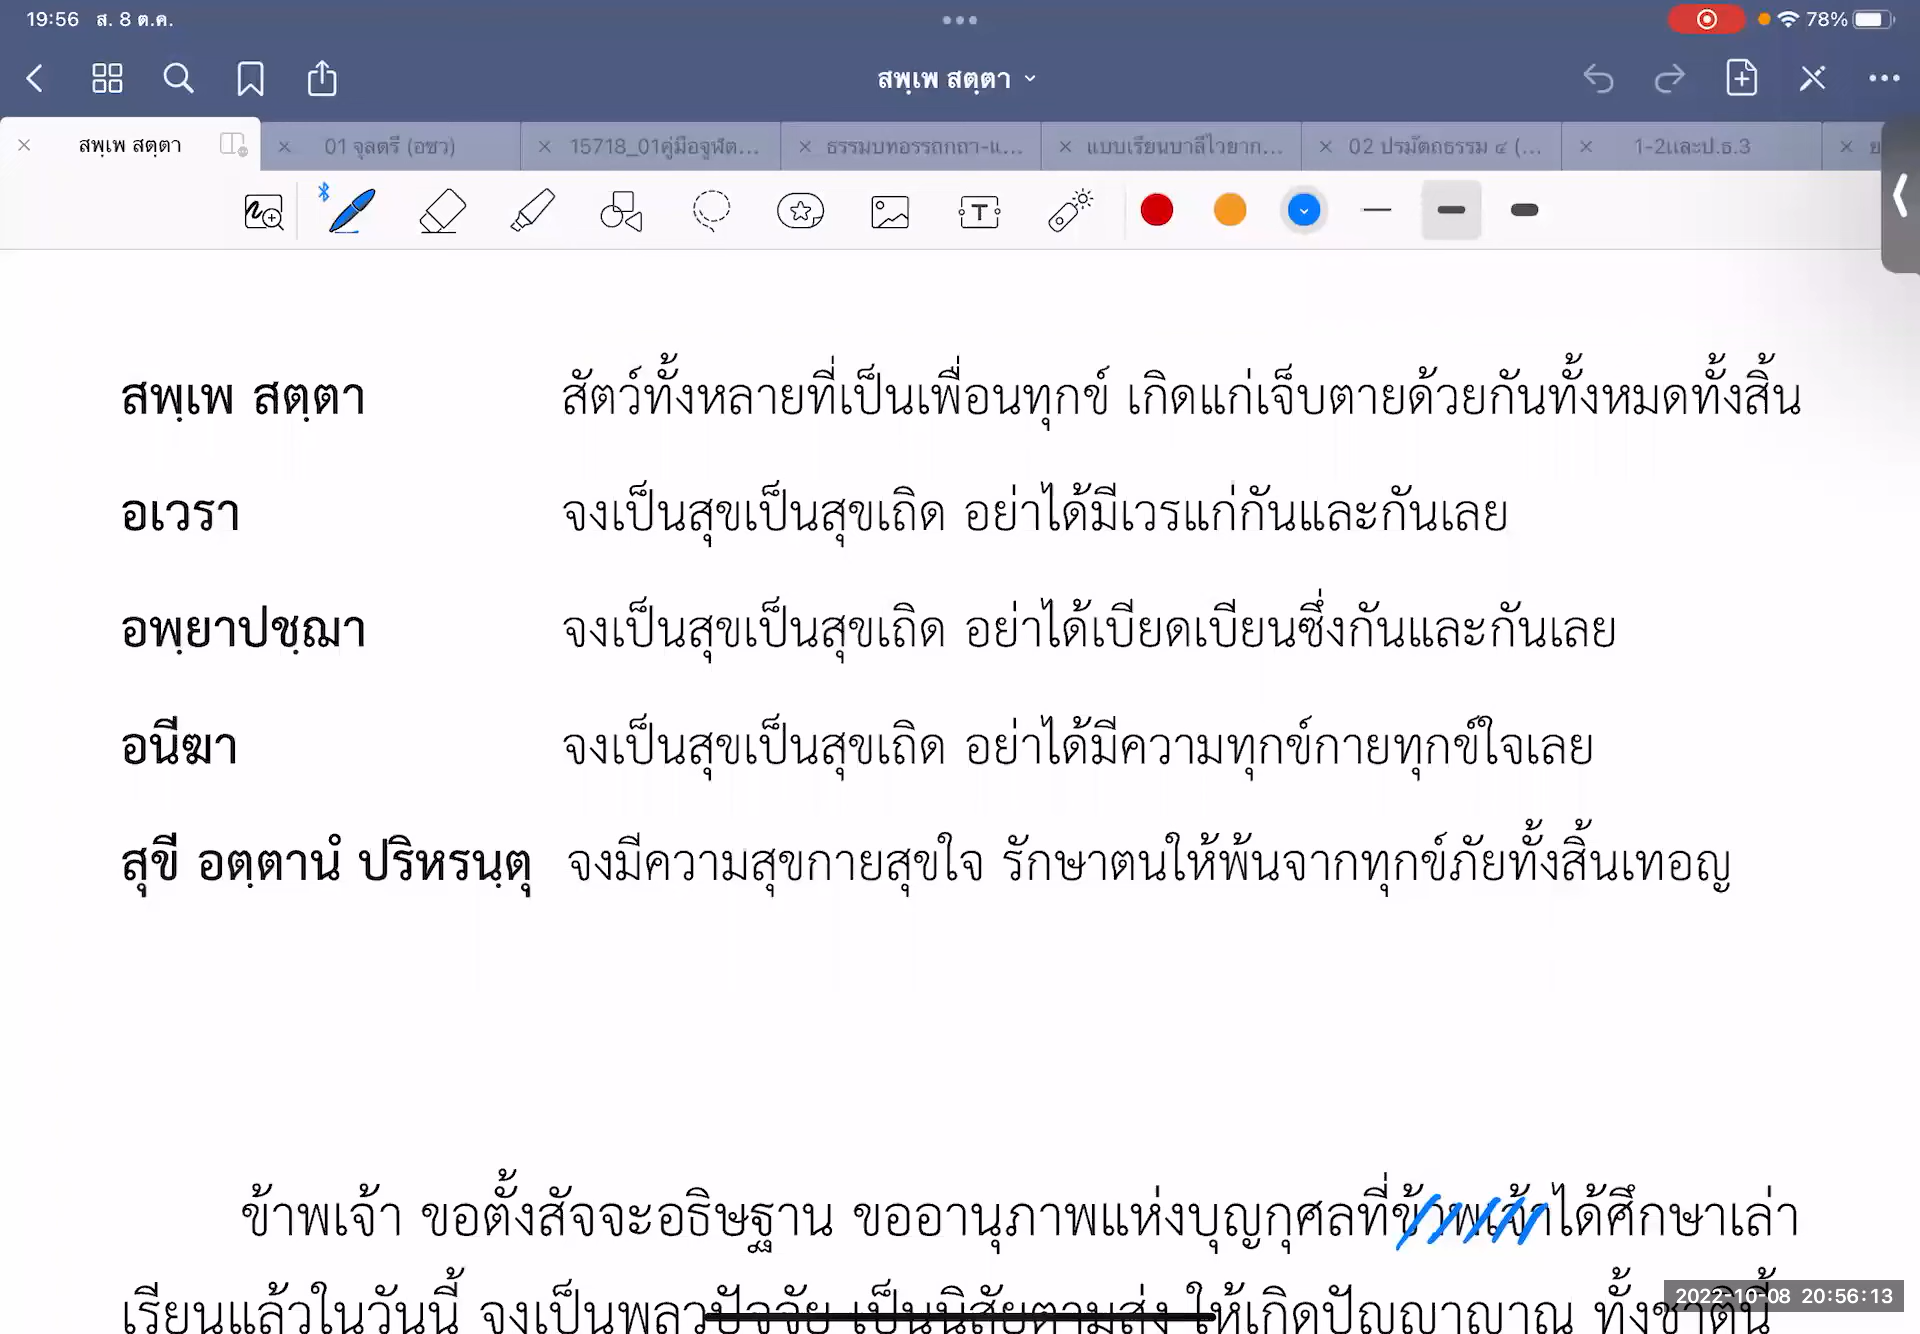 19:56 ส. 8 ต.ค. 78%
สพฺเพ สตฺตา
สพฺเพ สตฺตา 01 จุลตรี (อชว) 15718_01คู่มือจูฬัต... ธรรมบทอรรถกถา-แ... แบบเรียนบาลีไวยาก... 02 ปรมัตถธรรม ๔ (... 1-2และป.ธ.3
สพฺเพ สตฺตา สัตว์ทั้งหลายที่เป็นเพื่อนทุกข์ เกิดแก่เจ็บตายด้วยกันทั้งหมดทั้งสิ้น
อเวรา จงเป็นสุขเป็นสุขเถิด อย่าได้มีเวรแก่กันและกันเลย
อพฺยาปชฺฌา จงเป็นสุขเป็นสุขเถิด อย่าได้เบียดเบียนซึ่งกันและกันเลย
อนีฆา จงเป็นสุขเป็นสุขเถิด อย่าได้มีความทุกข์กายทุกข์ใจเลย
สุขี อตฺตานํ ปริหรนฺตุ จงมีความสุขกายสุขใจ รักษาตนให้พ้นจากทุกข์ภัยทั้งสิ้นเทอญ
ข้าพเจ้า ขอตั้งสัจจะอธิษฐาน ขออานุภาพแห่งบุญกุศลที่ข้าพเจ้าได้ศึกษาเล่า
เรียนแล้วในวันนี้ จงเป็นพลวปัจจัย เป็นนิสัยตามส่ง ให้เกิดปัญญาญาณ ทั้งชาตินี้
2022-10-08 20:56:13